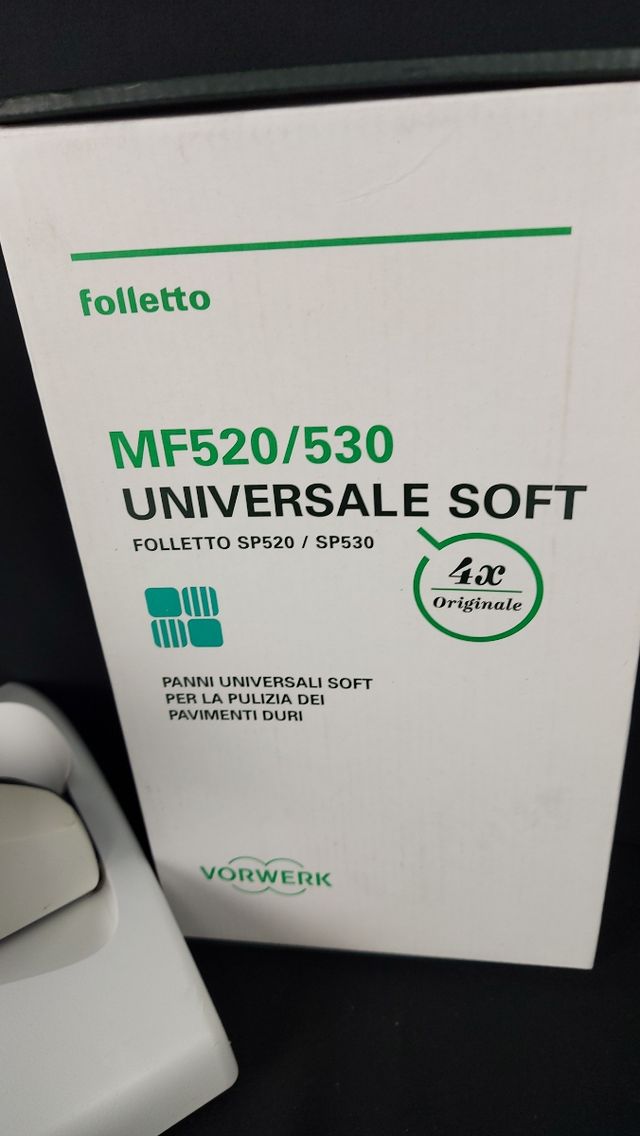 folletto
MF520/530
UNIVERSALE SOFT
FOLLETTO SP520 / SP530
4x
Originale
PANNI UNIVERSALI SOFT
PER LA PULIZIA DEI
PAVIMENTI DURI
VORWERK